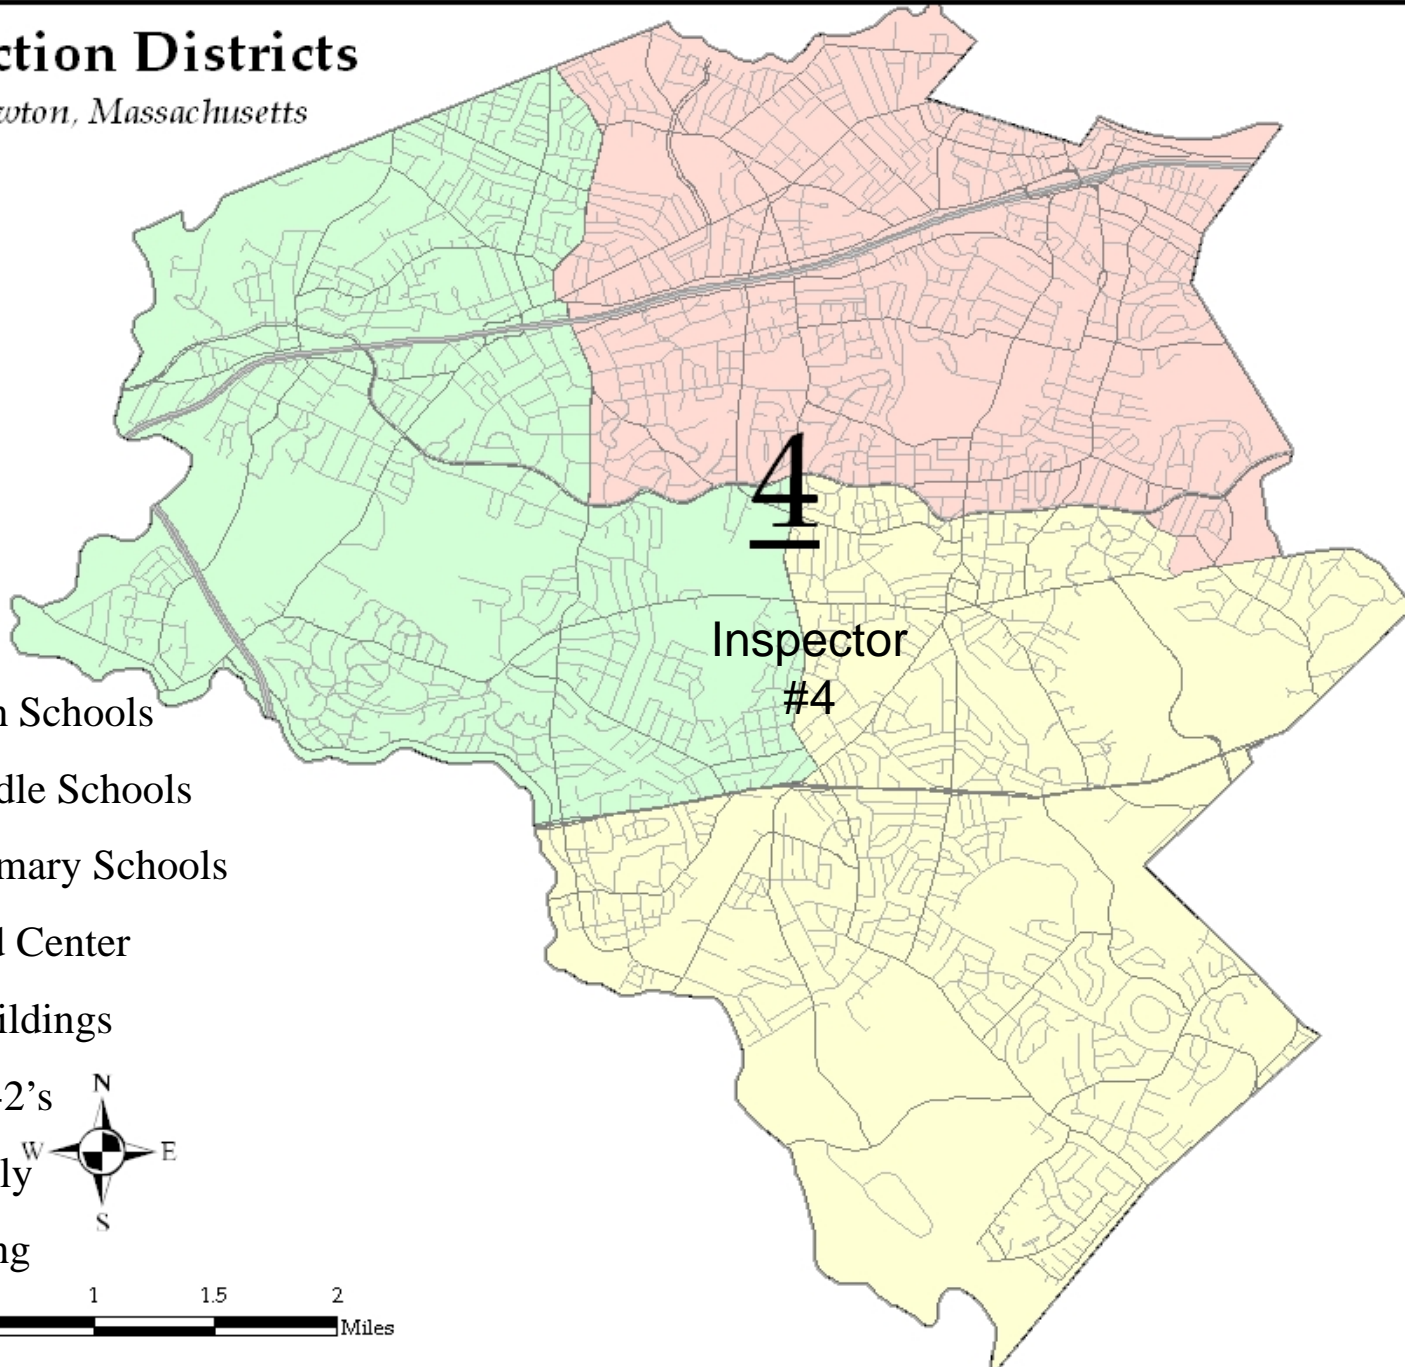 ction Districts
wton, Massachusetts
4
Inspector
#4
n Schools
dle Schools
mary Schools
d Center
ildings
-2's
ly
ng
N
W
E
S
1
1.5
2
Miles